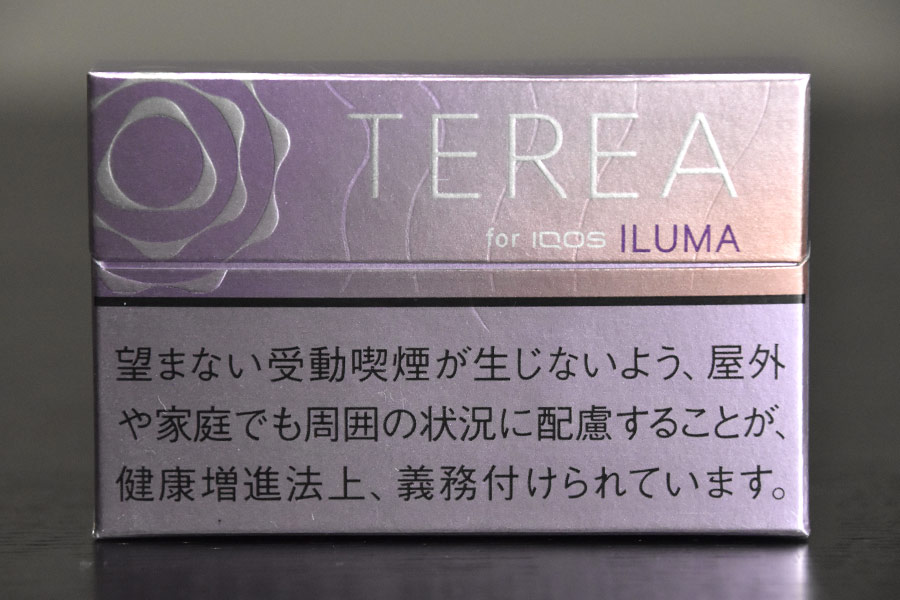 TEREA
for IQOS ILUMA
望まない受動喫煙が生じないよう、屋外
や家庭でも周囲の状況に配慮することが、
健康増進法上、義務付けられています。